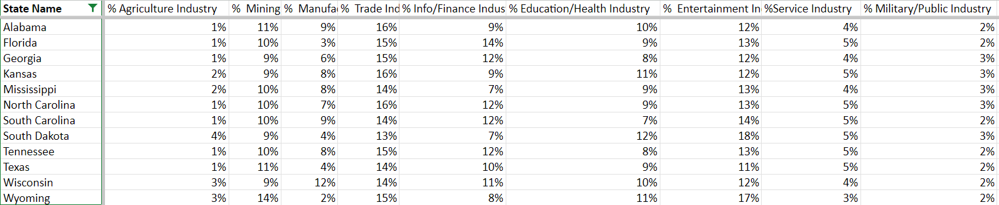 State Name % Agriculture Industry % Mining % Manufa % Trade Ind % Info/Finance Indus % Education/Health Industry % Entertainment In %Service Industry % Military/Public Industry
Alabama 1% 11% 9% 16% 9% 10% 12% 4% 2%
Florida 1% 10% 3% 15% 14% 9% 13% 5% 2%
Georgia 1% 9% 6% 15% 12% 8% 12% 4% 3%
Kansas 2% 9% 8% 16% 9% 11% 12% 5% 3%
Mississippi 2% 10% 8% 14% 7% 9% 13% 4% 3%
North Carolina 1% 10% 7% 16% 12% 9% 13% 5% 3%
South Carolina 1% 10% 9% 14% 12% 7% 14% 5% 2%
South Dakota 4% 9% 4% 13% 7% 12% 18% 5% 3%
Tennessee 1% 10% 8% 15% 12% 8% 13% 5% 2%
Texas 1% 11% 4% 14% 10% 9% 11% 5% 2%
Wisconsin 3% 9% 12% 14% 11% 10% 12% 4% 2%
Wyoming 3% 14% 2% 15% 8% 11% 17% 3% 2%